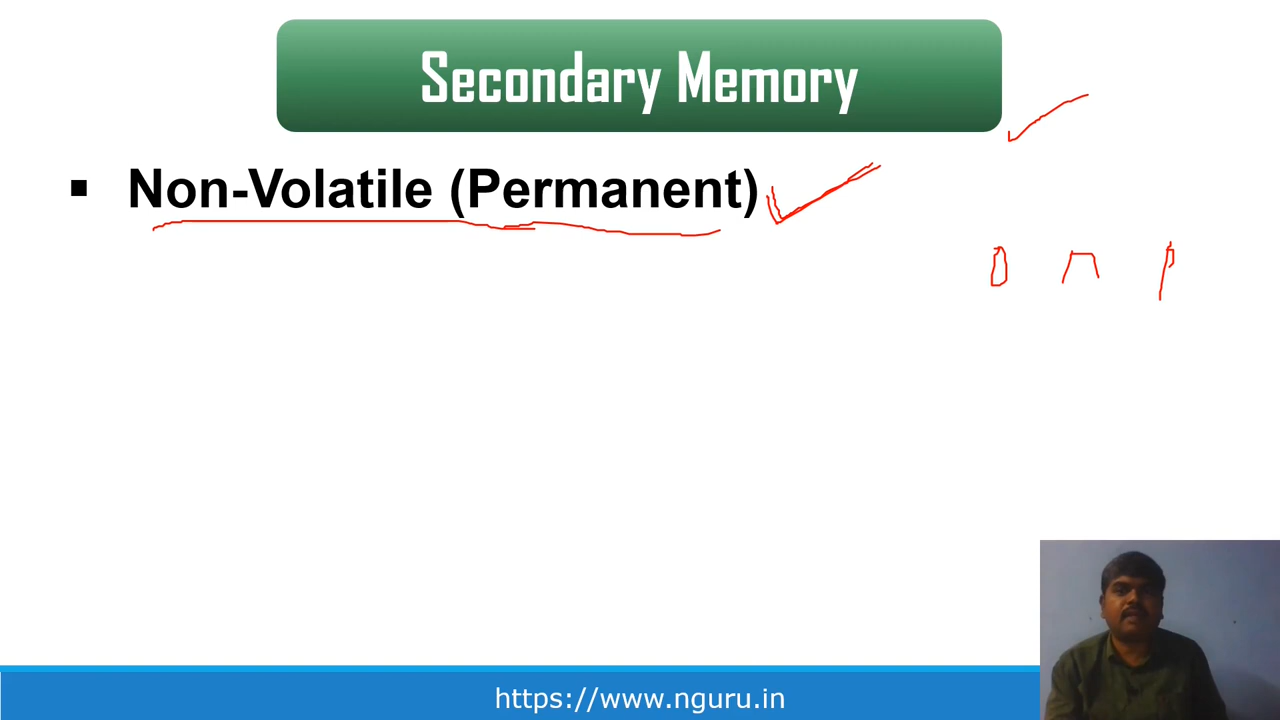 Secondary Memory
▪ Non-Volatile (Permanent)
https://www.nguru.in